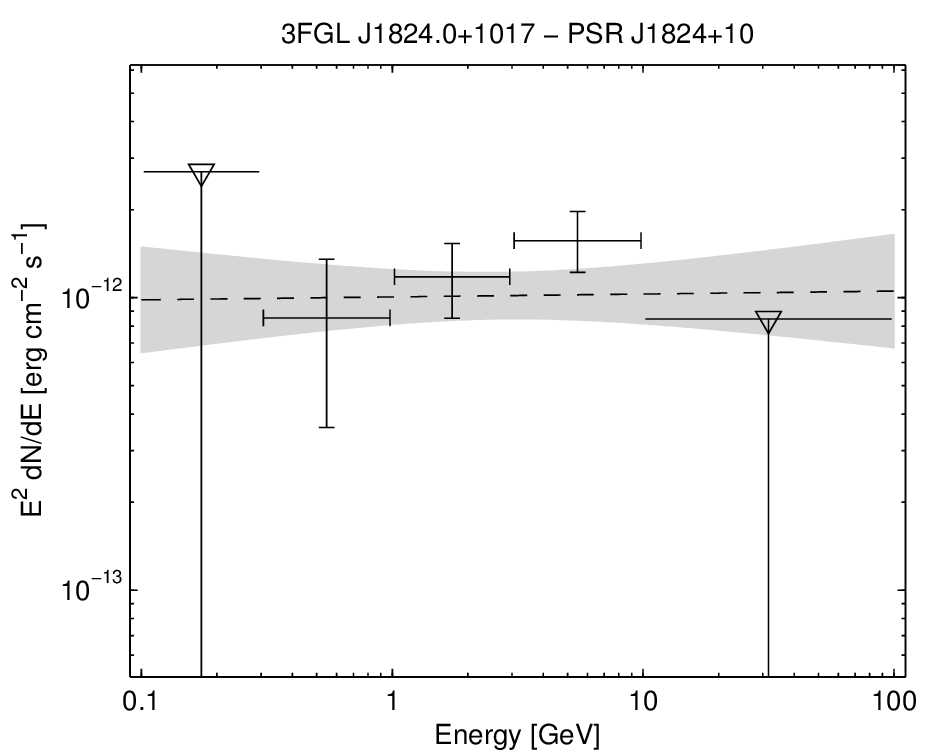 3FGL J1824.0+1017 − PSR J1824+10
E² dN/dE [erg cm⁻² s⁻¹]
10⁻¹²
10⁻¹³
0.1 1 10 100
Energy [GeV]